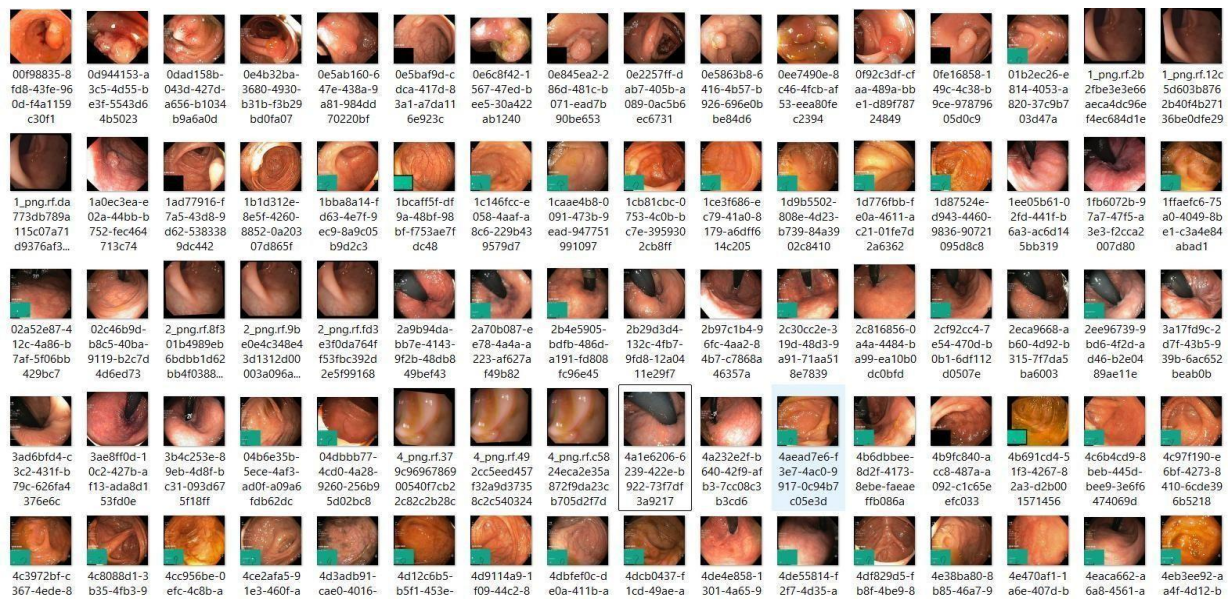 00f98835-8
fd8-43fe-96
0d-f4a1159
c30f1
0d944153-a
3c5-4d55-b
e3f-5543d6
4b5023
0dad158b-
043d-427d-
a656-b1034
b9a6a0d
0e4b32ba-
3680-4930-
b31b-f3b29
bd0fa07
0e5ab160-6
47e-438a-9
a81-984dd
70220bf
0e5baf9d-c
dca-417d-8
3a1-a7da11
6e923c
0e6c8f42-1
567-47ed-b
ee5-30a422
ab1240
0e845ea2-2
86d-481c-b
071-ead7b
90be653
0e2257ff-d
ab7-405b-a
089-0ac5b6
ec6731
0e5863b8-6
416-4b57-b
926-696e0b
be84d6
0ee7490e-8
c46-4fcb-af
53-eea80fe
c2394
0f92c3df-cf
aa-489a-bb
e1-d89f787
24849
0fe16858-1
49c-4c38-b
9ce-978796
05d0c9
01b2ec26-e
814-4053-a
820-37c9b7
03d47a
1_png.rf.2b
2fbe3e3e66
aeca4dc96e
f4ec684d1e
1_png.rf.12c
5d603b876
2b40f4b271
36be0dfe29
1_png.rf.da
773db789a
115c07a71
d9376af3...
1a0ec3ea-e
02a-44bb-b
752-fec464
713c74
1ad77916-f
7a5-43d8-9
d62-538338
9dc442
1b1d312e-
8e5f-4260-
8852-0a203
07d865f
1bba8a14-f
d63-4e7f-9
ec9-8a9c05
b9d2c3
1bcaff5f-df
9a-48bf-98
bf-f753ae7f
dc48
1c146fcc-e
058-4aaf-a
8c6-229b43
9579d7
1caae4b8-0
091-473b-9
ead-947751
991097
1cb81cbc-0
753-4c0b-b
c7e-395930
2cb8ff
1ce3f686-e
c79-41a0-8
179-a6dff6
14c205
1d9b5502-
808e-4d23-
b739-84a39
02c8410
1d776fbb-f
e0a-4611-a
c21-01fe7d
2a6362
1d87524e-
d943-4460-
9836-90721
095d8c8
1ee05b61-0
2fd-441f-b
6a3-ac6d14
5bb319
1fb6072b-9
7a7-47f5-a
3e3-f2cca2
007d80
1ffaefc6-75
a0-4049-8b
e1-c3a4e84
abad1
02a52e87-4
12c-4a86-b
7af-5f06bb
429bc7
02c46b9d-
b8c5-40ba-
9119-b2c7d
4d6ed73
2_png.rf.8f3
01b4989eb
6bdbb1d62
bb4f0388...
2_png.rf.9b
e0e4c348e4
3d1312d00
003a096a...
2_png.rf.fd3
e3f0da764f
f53fbc392d
2e5f99168
2a9b94da-
bb7e-4143-
9f2b-48db8
49bef43
2a70b087-e
e78-4a4a-a
223-af627a
f49b82
2b4e5905-
bdfb-486d-
a191-fd808
fc96e45
2b29d3d4-
132c-4fb7-
9fd8-12a04
11e29f7
2b97c1b4-9
6fc-4aa2-8
4b7-c7868a
46357a
2c30cc2e-3
19d-48d3-9
a91-71aa51
8e7839
2c816856-0
a4a-4484-b
a99-ea10b0
dc0bfd
2cf92cc4-7
e54-470d-b
0b1-6df112
d0507e
2eca9668-a
b60-4d92-b
315-7f7da5
ba6003
2ee96739-9
bd6-4f2d-a
d46-b2e04
89ae11e
3a17fd9c-2
d7f-43b5-9
39b-6ac652
beab0b
3ad6bfd4-c
3c2-431f-b
79c-626fa4
376e6c
3ae8ff0d-1
0c2-427b-a
f13-ada8d1
53fd0e
3b4c253e-8
9eb-4d8f-b
c31-093d67
5f18ff
04b6e35b-
5ece-4af3-
ad0f-a09a6
fdb62dc
04dbbb77-
4cd0-4a28-
9260-256b9
5d02bc8
4_png.rf.37
9c96967869
00540f7cb2
2c82c2b28c
4_png.rf.49
2cc5eed457
f32a9d3735
8c2c540324
4_png.rf.c58
24eca2e35a
872f9da23c
b705d2f7d
4a1e6206-6
239-422e-b
922-73f7df
3a9217
4a232e2f-b
640-42f9-af
b3-7cc08c3
b3cd6
4aead7e6-f
3e7-4ac0-9
917-0c94b7
c05e3d
4b6dbbee-
8d2f-4173-
8ebe-faeae
ffb086a
4b9fc840-a
cc8-487a-a
092-c1c65e
efc033
4b691cd4-5
1f3-4267-8
2a3-d2b00
1571456
4c6b4cd9-8
beb-445d-
bee9-3e6f6
474069d
4c97f190-e
6bf-4273-8
410-6cde39
6b5218
4c3972bf-c
367-4ede-8
4c8088d1-3
b35-4fb3-9
4cc956be-0
efc-4c8b-a
4ce2afa5-9
1e3-460f-a
4d3adb91-
cae0-4016-
4d12c6b5-
b5f1-453e-
4d9114a9-1
f09-44c2-8
4dbfef0c-d
e0a-411b-a
4dcb0437-f
1cd-49ae-a
4de4e858-1
301-4a65-9
4de55814-f
2f7-4d35-a
4df829d5-f
b8f-4be9-8
4e38ba80-8
b85-46a7-9
4e470af1-1
a6e-407d-b
4eaca662-a
6a8-4561-a
4eb3ee92-a
a4f-4d12-b